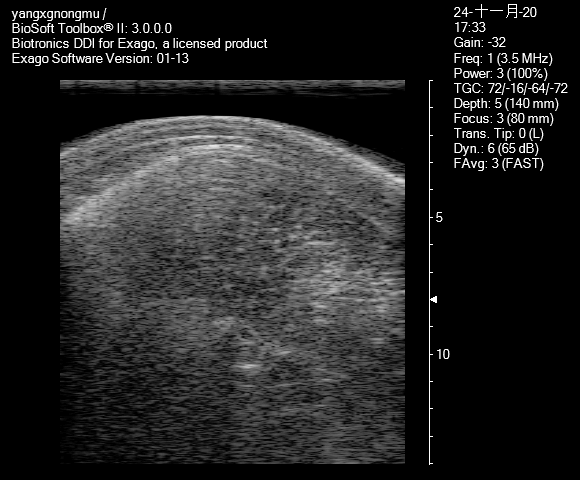 yangxgnongmu /
BioSoft Toolbox® II: 3.0.0.0
Biotronics DDI for Exago, a licensed product
Exago Software Version: 01-13
24-十一月-20
17:33
Gain: -32
Freq: 1 (3.5 MHz)
Power: 3 (100%)
TGC: 72/-16/-64/-72
Depth: 5 (140 mm)
Focus: 3 (80 mm)
Trans. Tip: 0 (L)
Dyn.: 6 (65 dB)
FAvg: 3 (FAST)
5
10